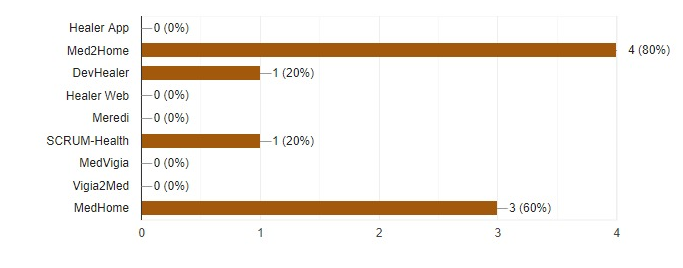 Healer App 0 (0%)
Med2Home 4 (80%)
DevHealer 1 (20%)
Healer Web 0 (0%)
Meredi 0 (0%)
SCRUM-Health 1 (20%)
MedVigia 0 (0%)
Vigia2Med 0 (0%)
MedHome 3 (60%)
0 1 2 3 4